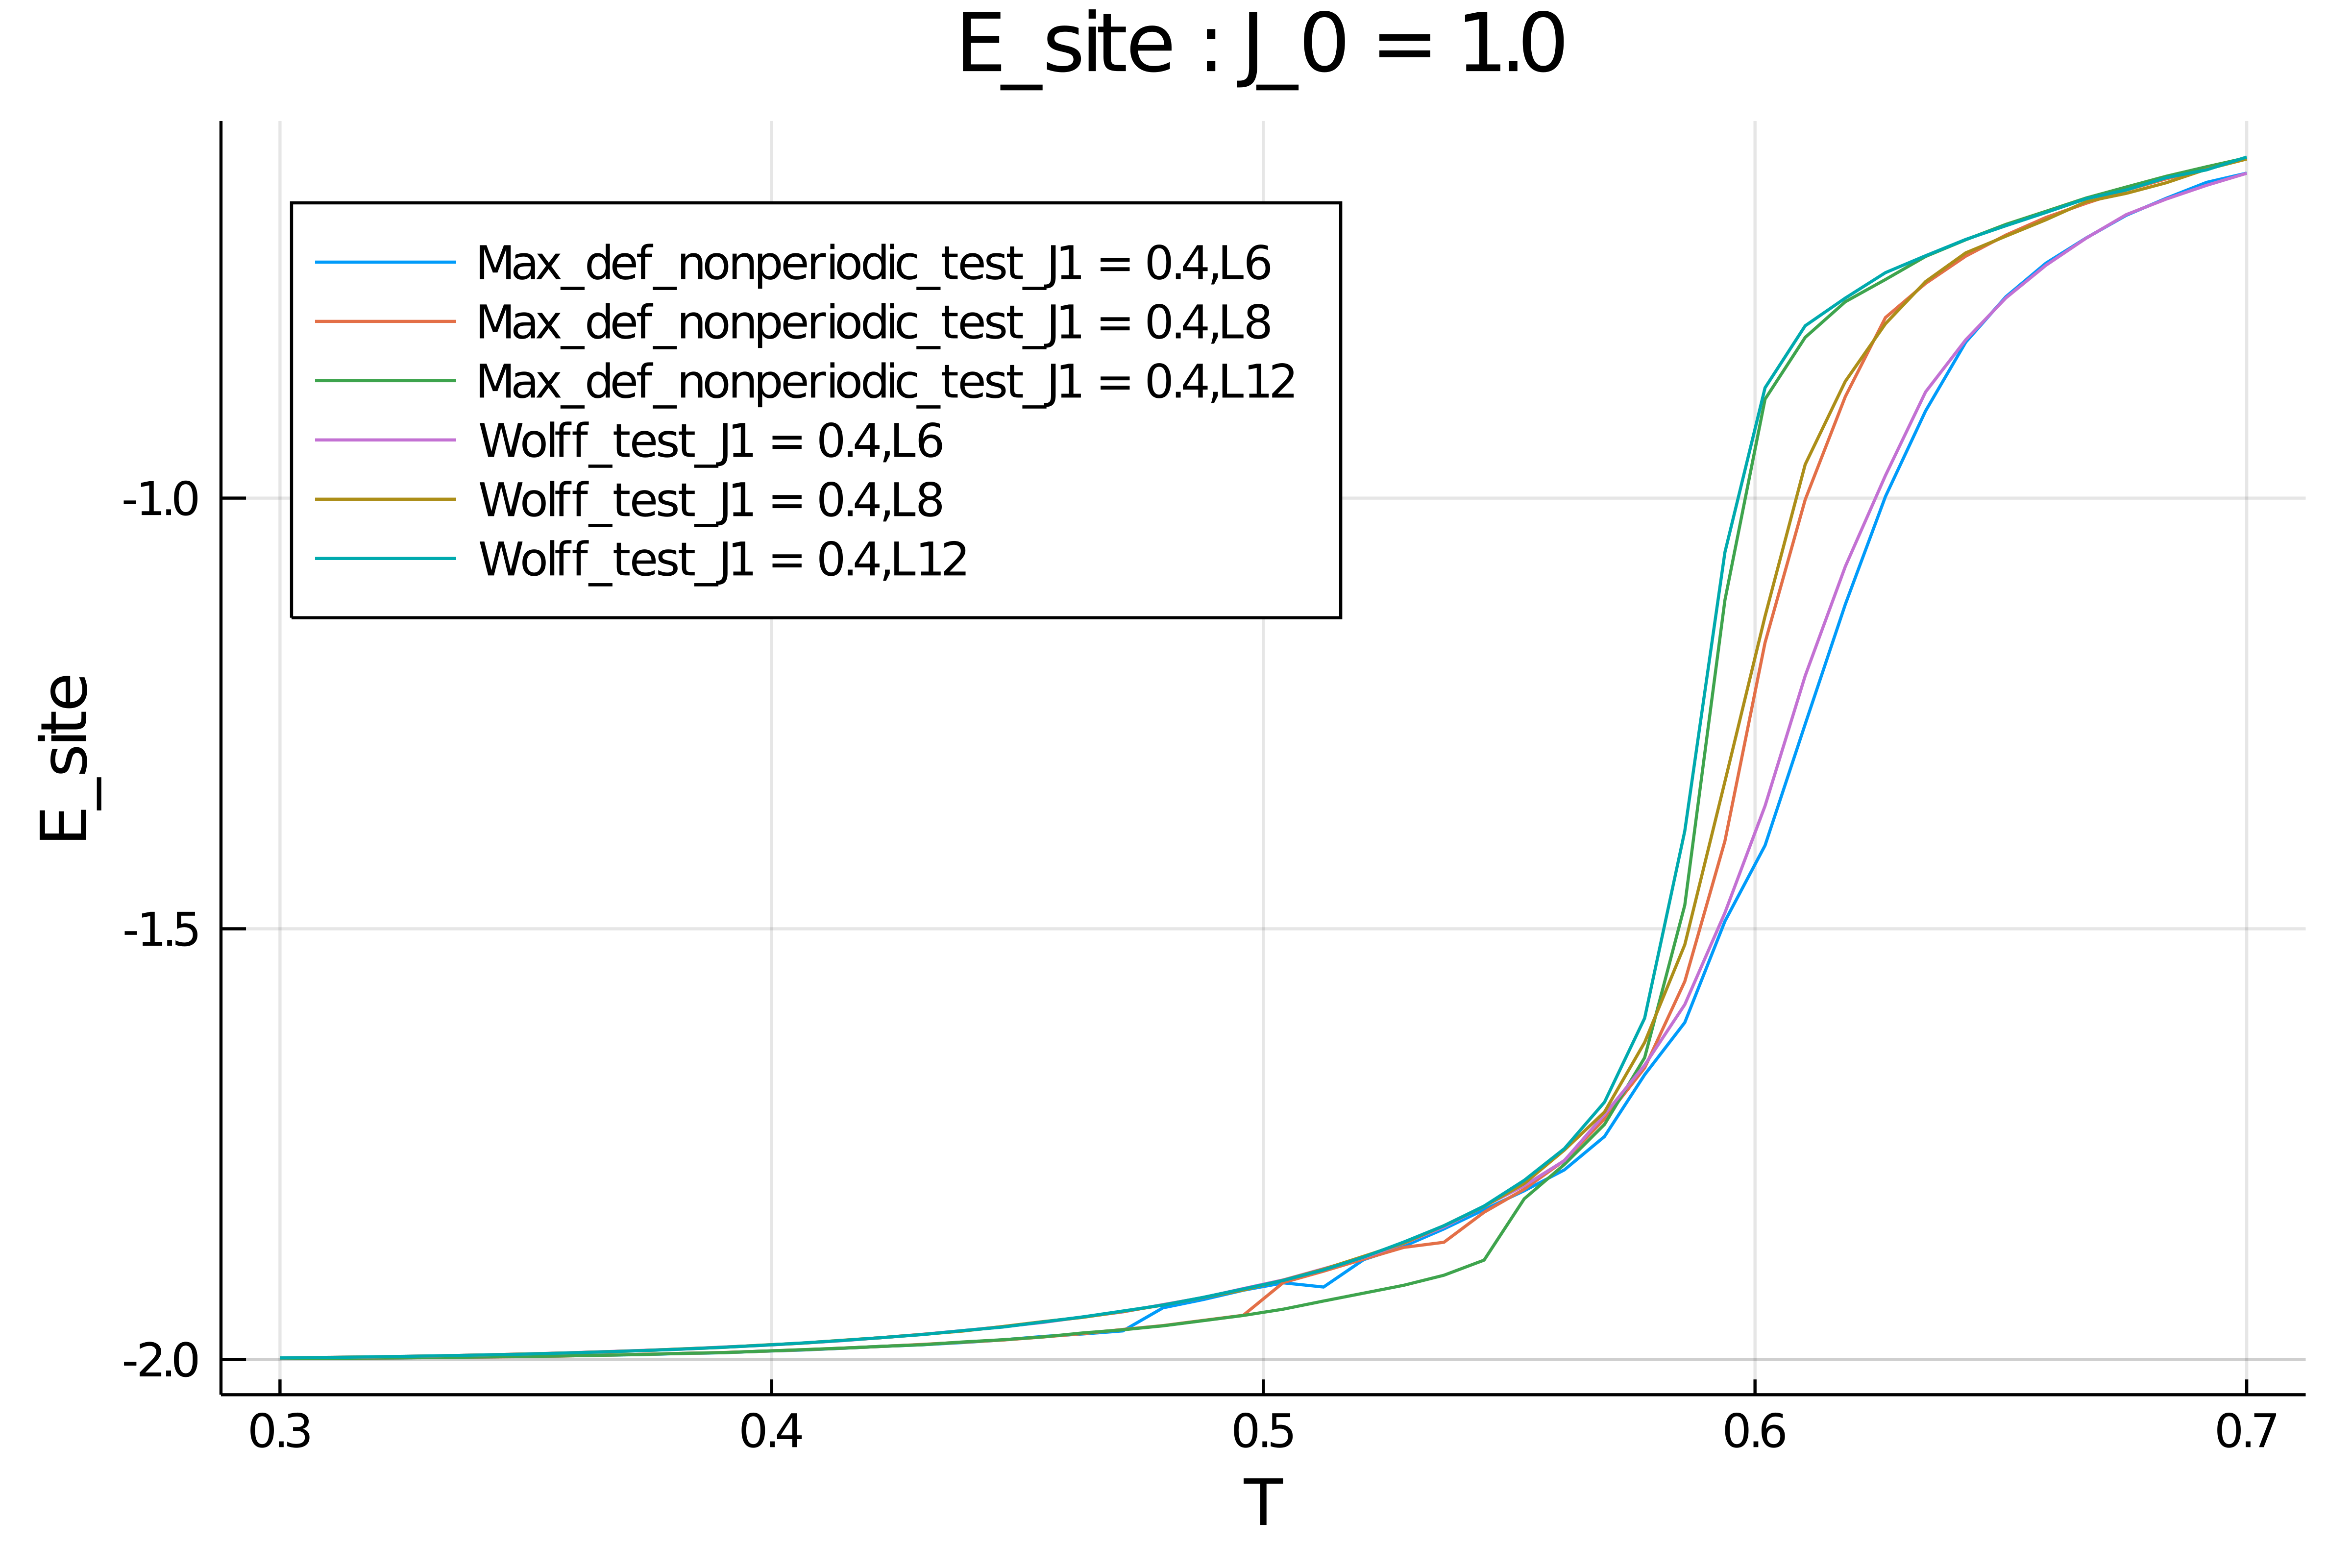 E_site : J_0 = 1.0
Max_def_nonperiodic_test_J1 = 0.4,L6
Max_def_nonperiodic_test_J1 = 0.4,L8
Max_def_nonperiodic_test_J1 = 0.4,L12
Wolff_test_J1 = 0.4,L6
Wolff_test_J1 = 0.4,L8
Wolff_test_J1 = 0.4,L12
E_site
-1.0
-1.5
-2.0
0.3 0.4 0.5 0.6 0.7
T